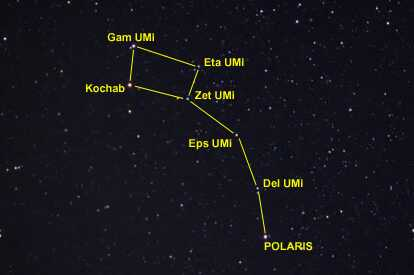 Gam UMi
Eta UMi
Kochab
Zet UMi
Eps UMi
Del UMi
POLARIS